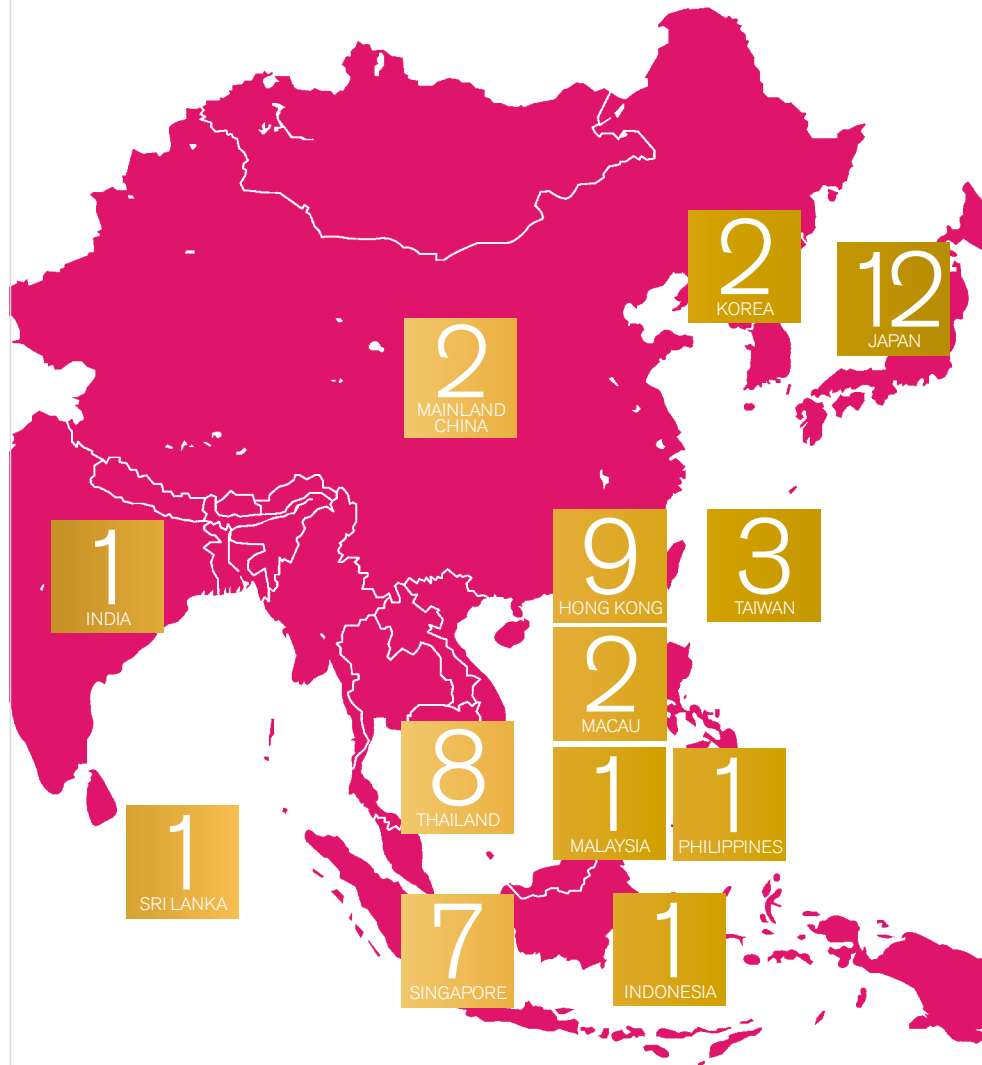 2
KOREA
12
JAPAN
2
MAINLAND
CHINA
1
INDIA
9
HONG KONG
3
TAIWAN
2
MACAU
8
THAILAND
1
MALAYSIA
1
PHILIPPINES
1
SRI LANKA
7
SINGAPORE
1
INDONESIA